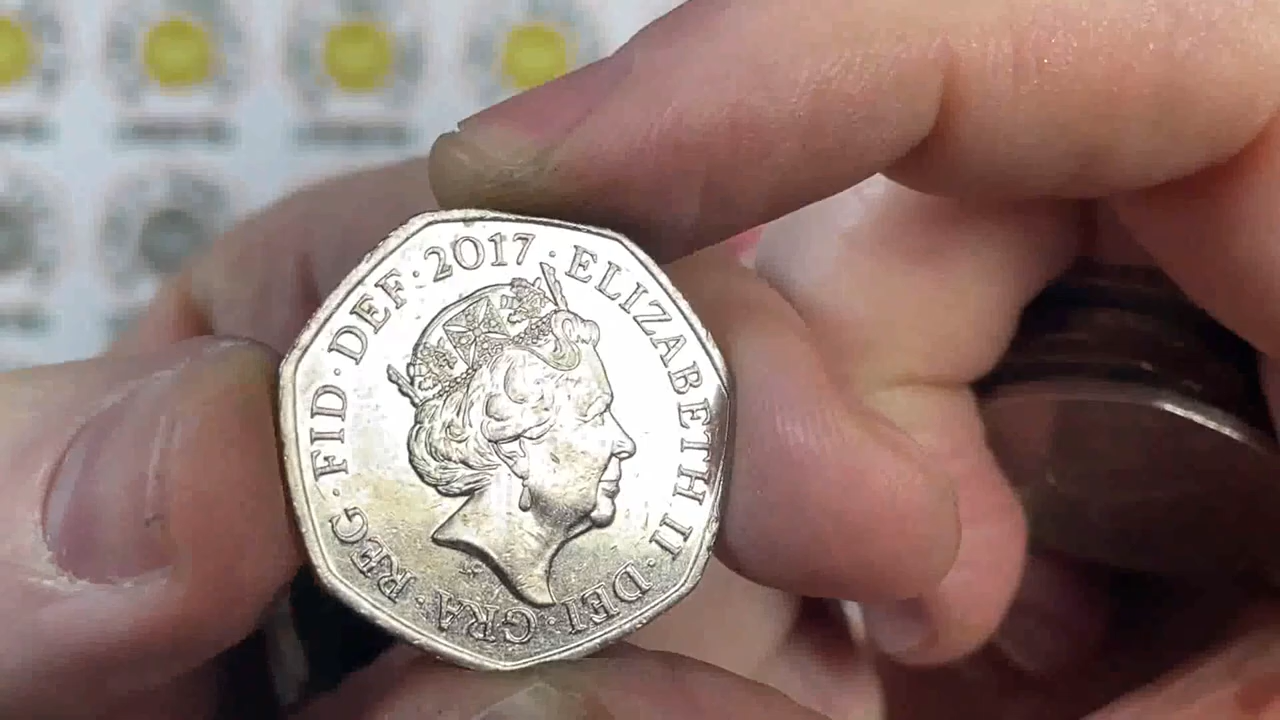 ELIZABETH II · DEI · GRA · REG · FID · DEF · 2017 ·